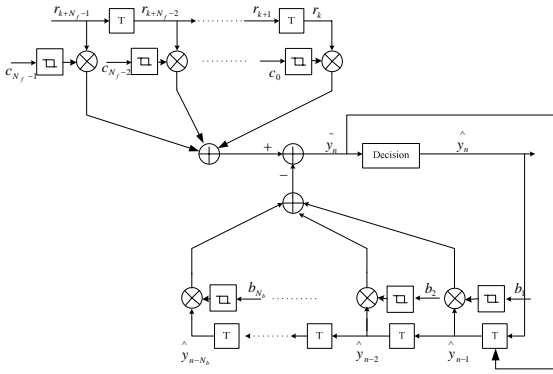 r_{k+N_f-1} T r_{k+N_f-2} ........... r_{k+1} T r_k
c_{N_f-1} c_{N_f-2} ........... c_0
+ ỹ_n Decision ŷ_n
−
b_{N_b} ........... b_2 b_1
T ........ T T T
ŷ_{n-N_b} ŷ_{n-2} ŷ_{n-1}